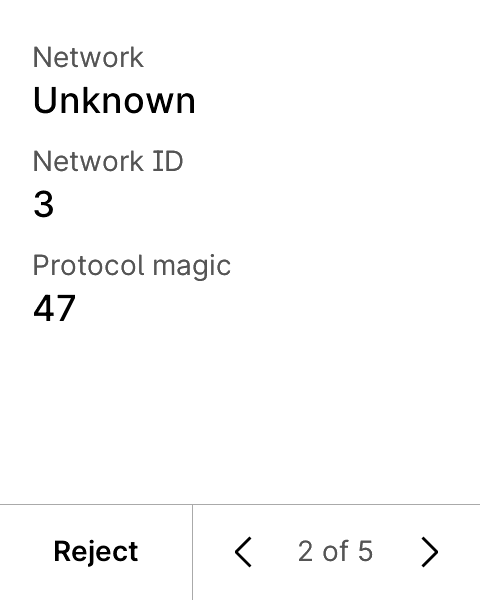 Network
Unknown
Network ID
3
Protocol magic
47
Reject
2 of 5